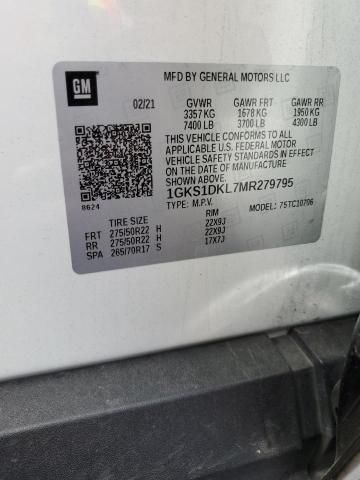 GM
MFD BY GENERAL MOTORS LLC
02/21 GVWR GAWR FRT GAWR RR
3357 KG 1678 KG 1950 KG
7400 LB 3700 LB 4300 LB
THIS VEHICLE CONFORMS TO ALL
APPLICABLE U.S. FEDERAL MOTOR
VEHICLE SAFETY STANDARDS IN
EFFECT ON THE DATE OF
MANUFACTURE SHOWN ABOVE.
1GKS1DKL7MR279795
8624
TYPE: M.P.V. MODEL: 75TC10706
TIRE SIZE RIM
FRT 275/50R22 H 22X9J
RR 275/50R22 H 22X9J
SPA 265/70R17 S 17X7J